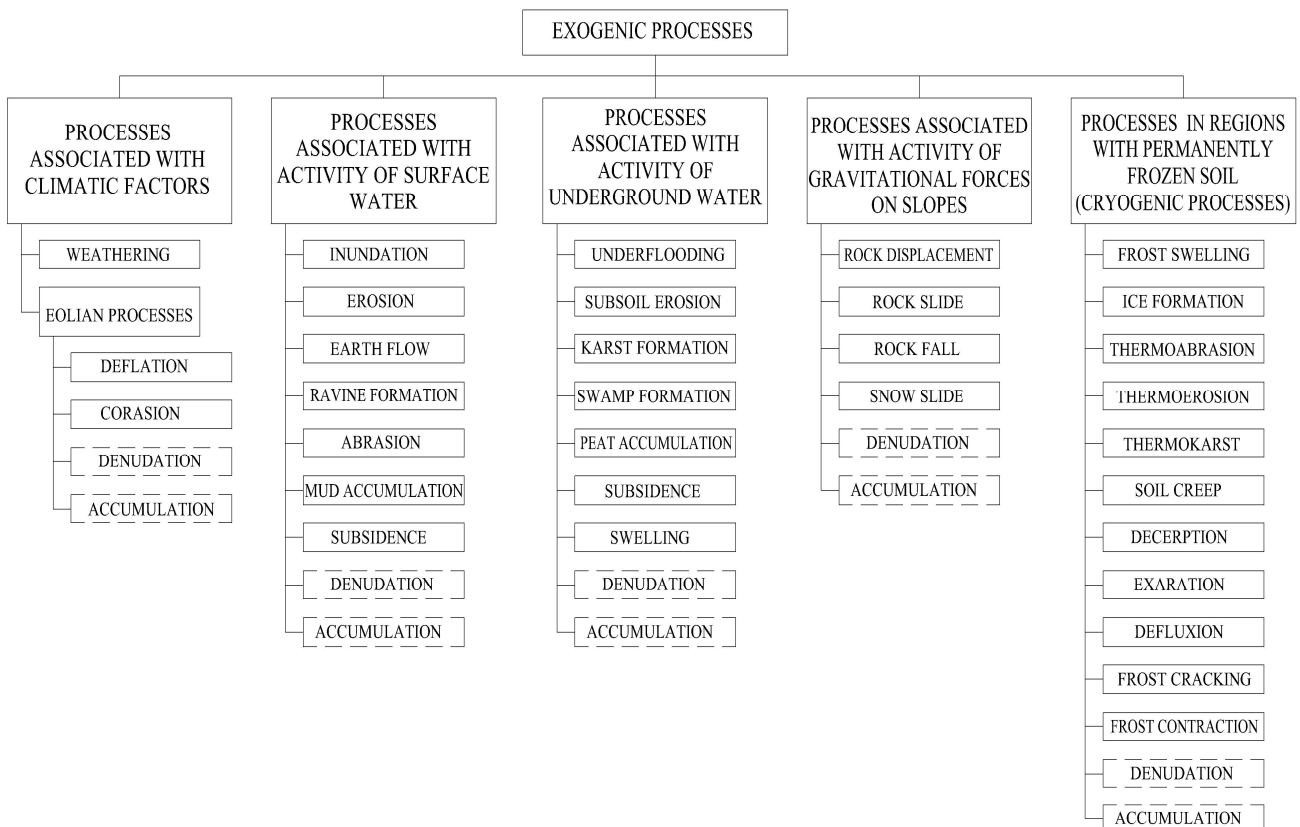 EXOGENIC PROCESSES
PROCESSES
ASSOCIATED WITH
CLIMATIC FACTORS
WEATHERING
EOLIAN PROCESSES
DEFLATION
CORASION
DENUDATION
ACCUMULATION
PROCESSES
ASSOCIATED WITH
ACTIVITY OF SURFACE
WATER
INUNDATION
EROSION
EARTH FLOW
RAVINE FORMATION
ABRASION
MUD ACCUMULATION
SUBSIDENCE
DENUDATION
ACCUMULATION
PROCESSES
ASSOCIATED WITH
ACTIVITY OF
UNDERGROUND WATER
UNDERFLOODING
SUBSOIL EROSION
KARST FORMATION
SWAMP FORMATION
PEAT ACCUMULATION
SUBSIDENCE
SWELLING
DENUDATION
ACCUMULATION
PROCESSES ASSOCIATED
WITH ACTIVITY OF
GRAVITATIONAL FORCES
ON SLOPES
ROCK DISPLACEMENT
ROCK SLIDE
ROCK FALL
SNOW SLIDE
DENUDATION
ACCUMULATION
PROCESSES IN REGIONS
WITH PERMANENTLY
FROZEN SOIL
(CRYOGENIC PROCESSES)
FROST SWELLING
ICE FORMATION
THERMOABRASION
THERMOEROSION
THERMOKARST
SOIL CREEP
DECERPTION
EXARATION
DEFLUXION
FROST CRACKING
FROST CONTRACTION
DENUDATION
ACCUMULATION